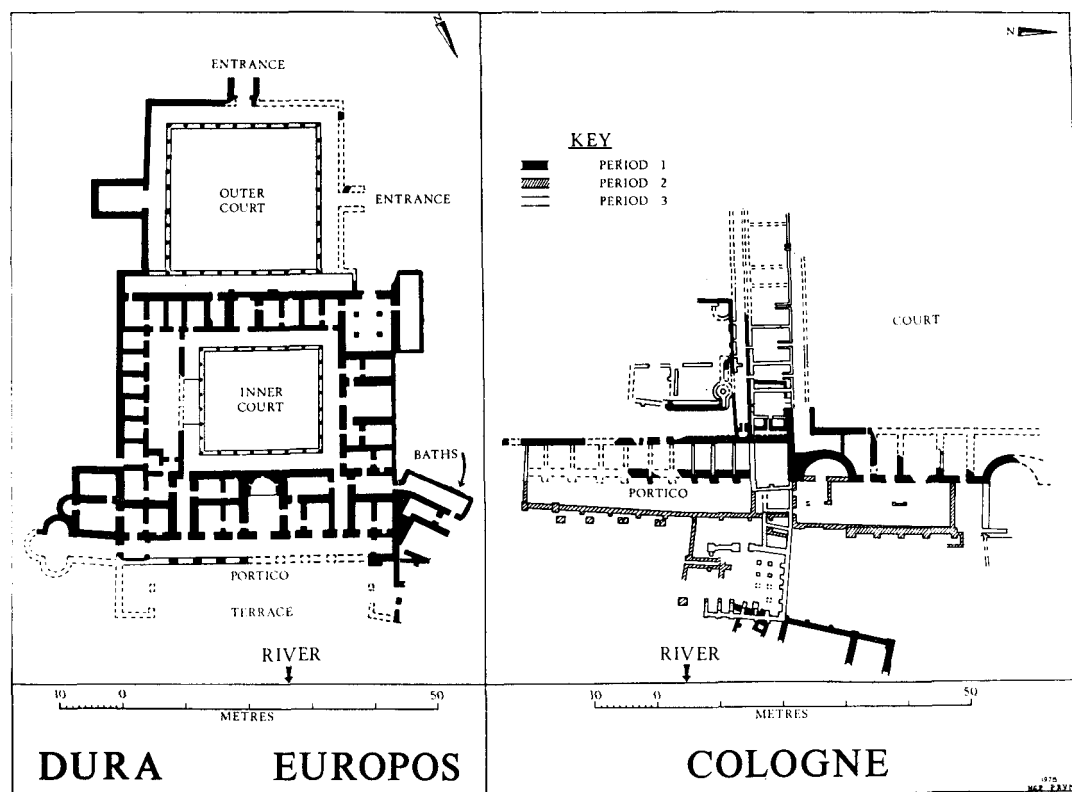 N
ENTRANCE
OUTER
COURT
ENTRANCE
INNER
COURT
BATHS
PORTICO
TERRACE
RIVER
10 0 50
METRES
DURA EUROPOS
N
KEY
PERIOD 1
PERIOD 2
PERIOD 3
COURT
PORTICO
RIVER
10 0 50
METRES
COLOGNE
1975